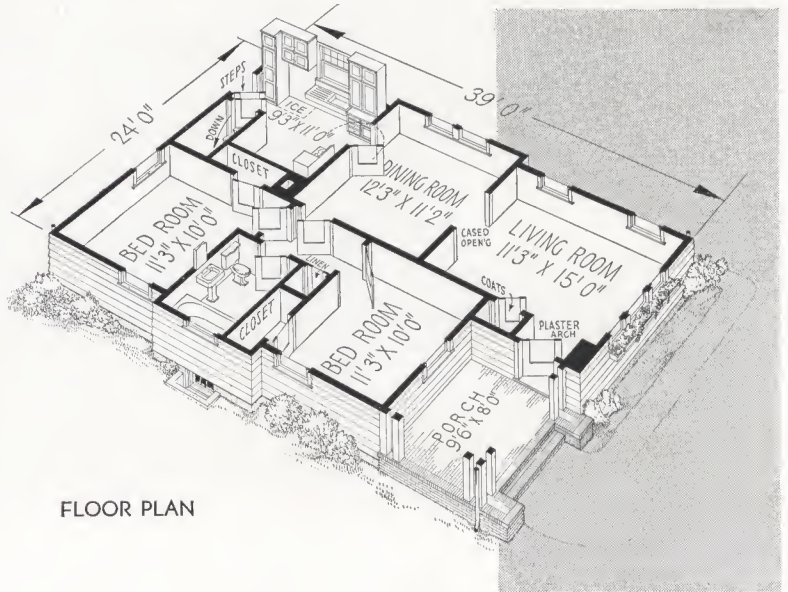 24'0"
39'0"
STEPS
DOWN
ICE
9'3" X 11'0"
CLOSET
DINING ROOM
12'3" X 11'2"
BED ROOM
11'3" X 10'0"
CASED
OPEN'G
LIVING ROOM
11'3" X 15'0"
LINEN
COATS
CLOSET
BED ROOM
11'3" X 10'0"
PLASTER
ARCH
PORCH
9'6" X 8'0"
FLOOR PLAN